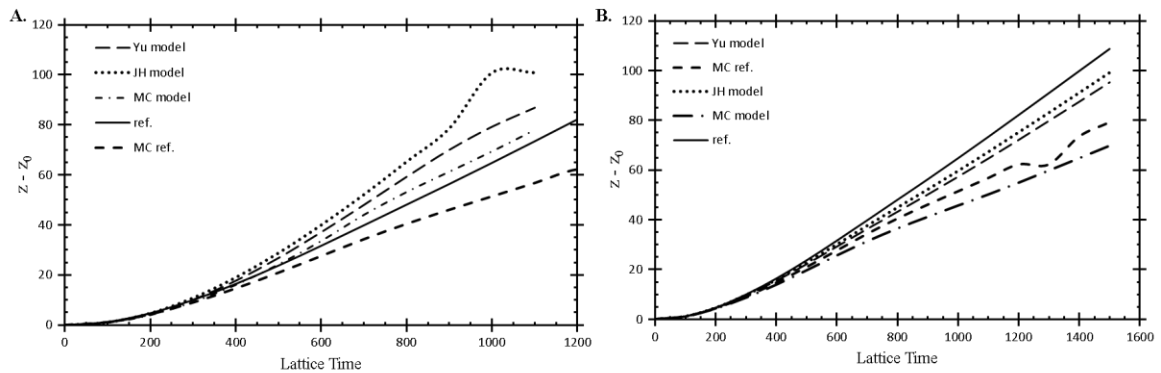 A.
120
100
80
60
40
20
0
Z - Z0
Yu model
JH model
MC model
ref.
MC ref.
0 200 400 600 800 1000 1200
Lattice Time
B.
120
100
80
60
40
20
0
Z - Z0
Yu model
MC ref.
JH model
MC model
ref.
0 200 400 600 800 1000 1200 1400 1600
Lattice Time